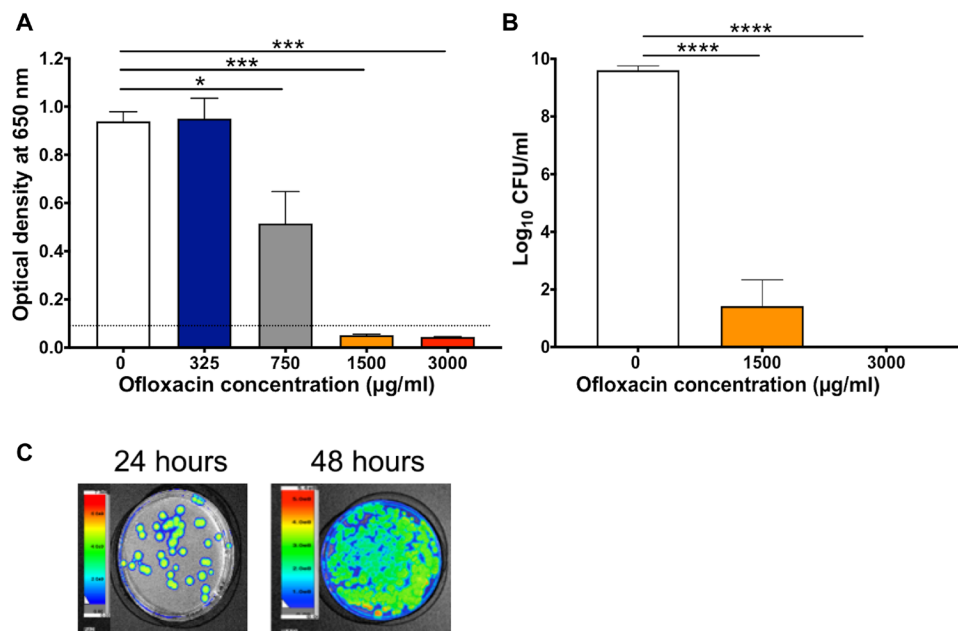 A
***
***
*
1.2
1.0
0.8
0.6
0.4
0.2
0.0
Optical density at 650 nm
0 325 750 1500 3000
Ofloxacin concentration (µg/ml)
B
****
****
10
8
6
4
2
0
Log10 CFU/ml
0 1500 3000
Ofloxacin concentration (µg/ml)
C
24 hours 48 hours